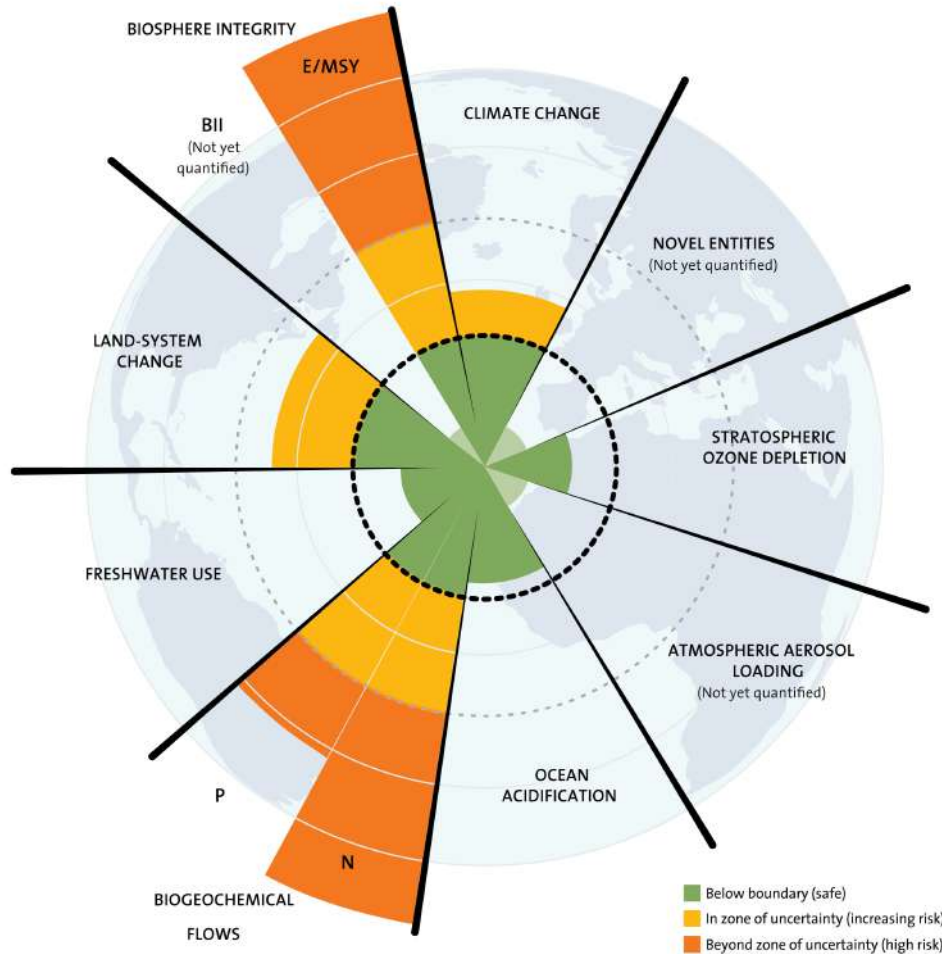 BIOSPHERE INTEGRITY
E/MSY
BII
(Not yet
quantified)
CLIMATE CHANGE
NOVEL ENTITIES
(Not yet quantified)
LAND-SYSTEM
CHANGE
STRATOSPHERIC
OZONE DEPLETION
FRESHWATER USE
ATMOSPHERIC AEROSOL
LOADING
(Not yet quantified)
OCEAN
ACIDIFICATION
P
N
BIOGEOCHEMICAL
FLOWS
Below boundary (safe)
In zone of uncertainty (increasing risk)
Beyond zone of uncertainty (high risk)